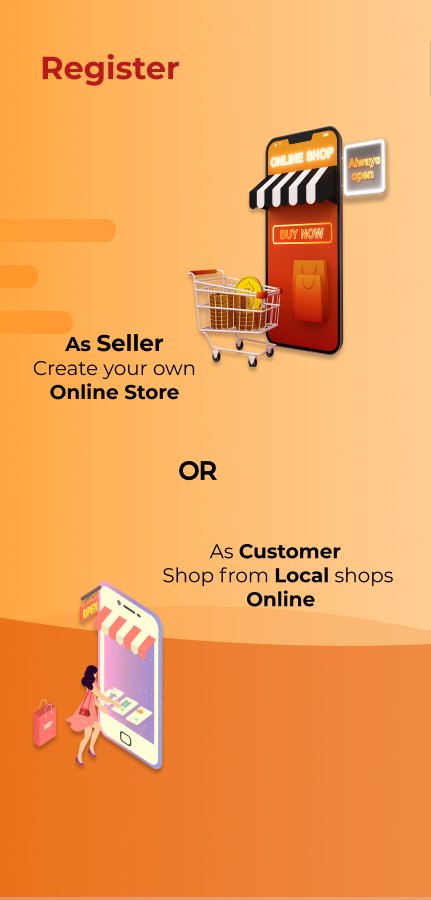 Register
ONLINE SHOP
Always
open
BUY NOW
As Seller
Create your own
Online Store
OR
As Customer
Shop from Local shops
Online
OPEN